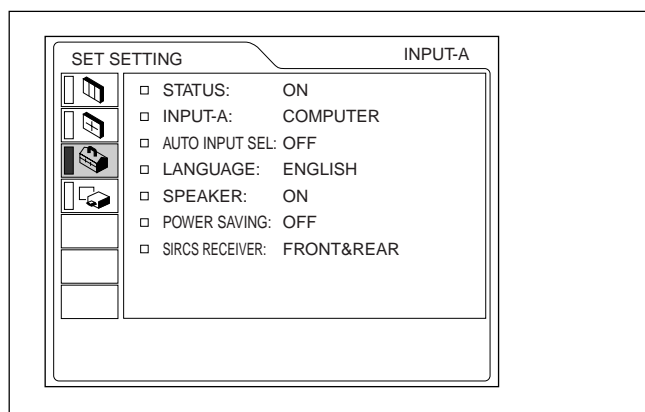 SET SETTING INPUT-A
STATUS: ON
INPUT-A: COMPUTER
AUTO INPUT SEL: OFF
LANGUAGE: ENGLISH
SPEAKER: ON
POWER SAVING: OFF
SIRCS RECEIVER: FRONT&REAR